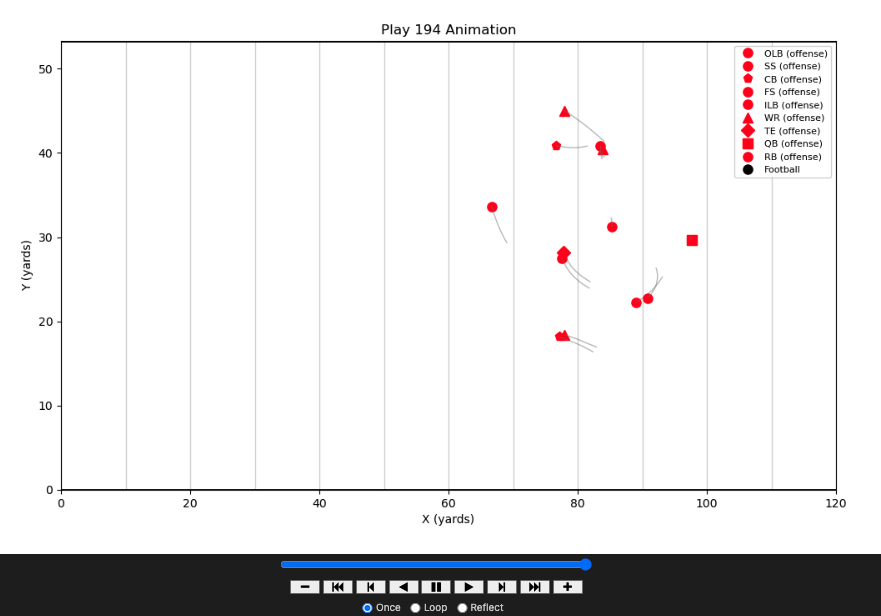 Play 194 Animation
OLB (offense)
SS (offense)
CB (offense)
FS (offense)
ILB (offense)
WR (offense)
TE (offense)
QB (offense)
RB (offense)
Football
50
40
30
20
10
0
Y (yards)
0 20 40 60 80 100 120
X (yards)
Once Loop Reflect